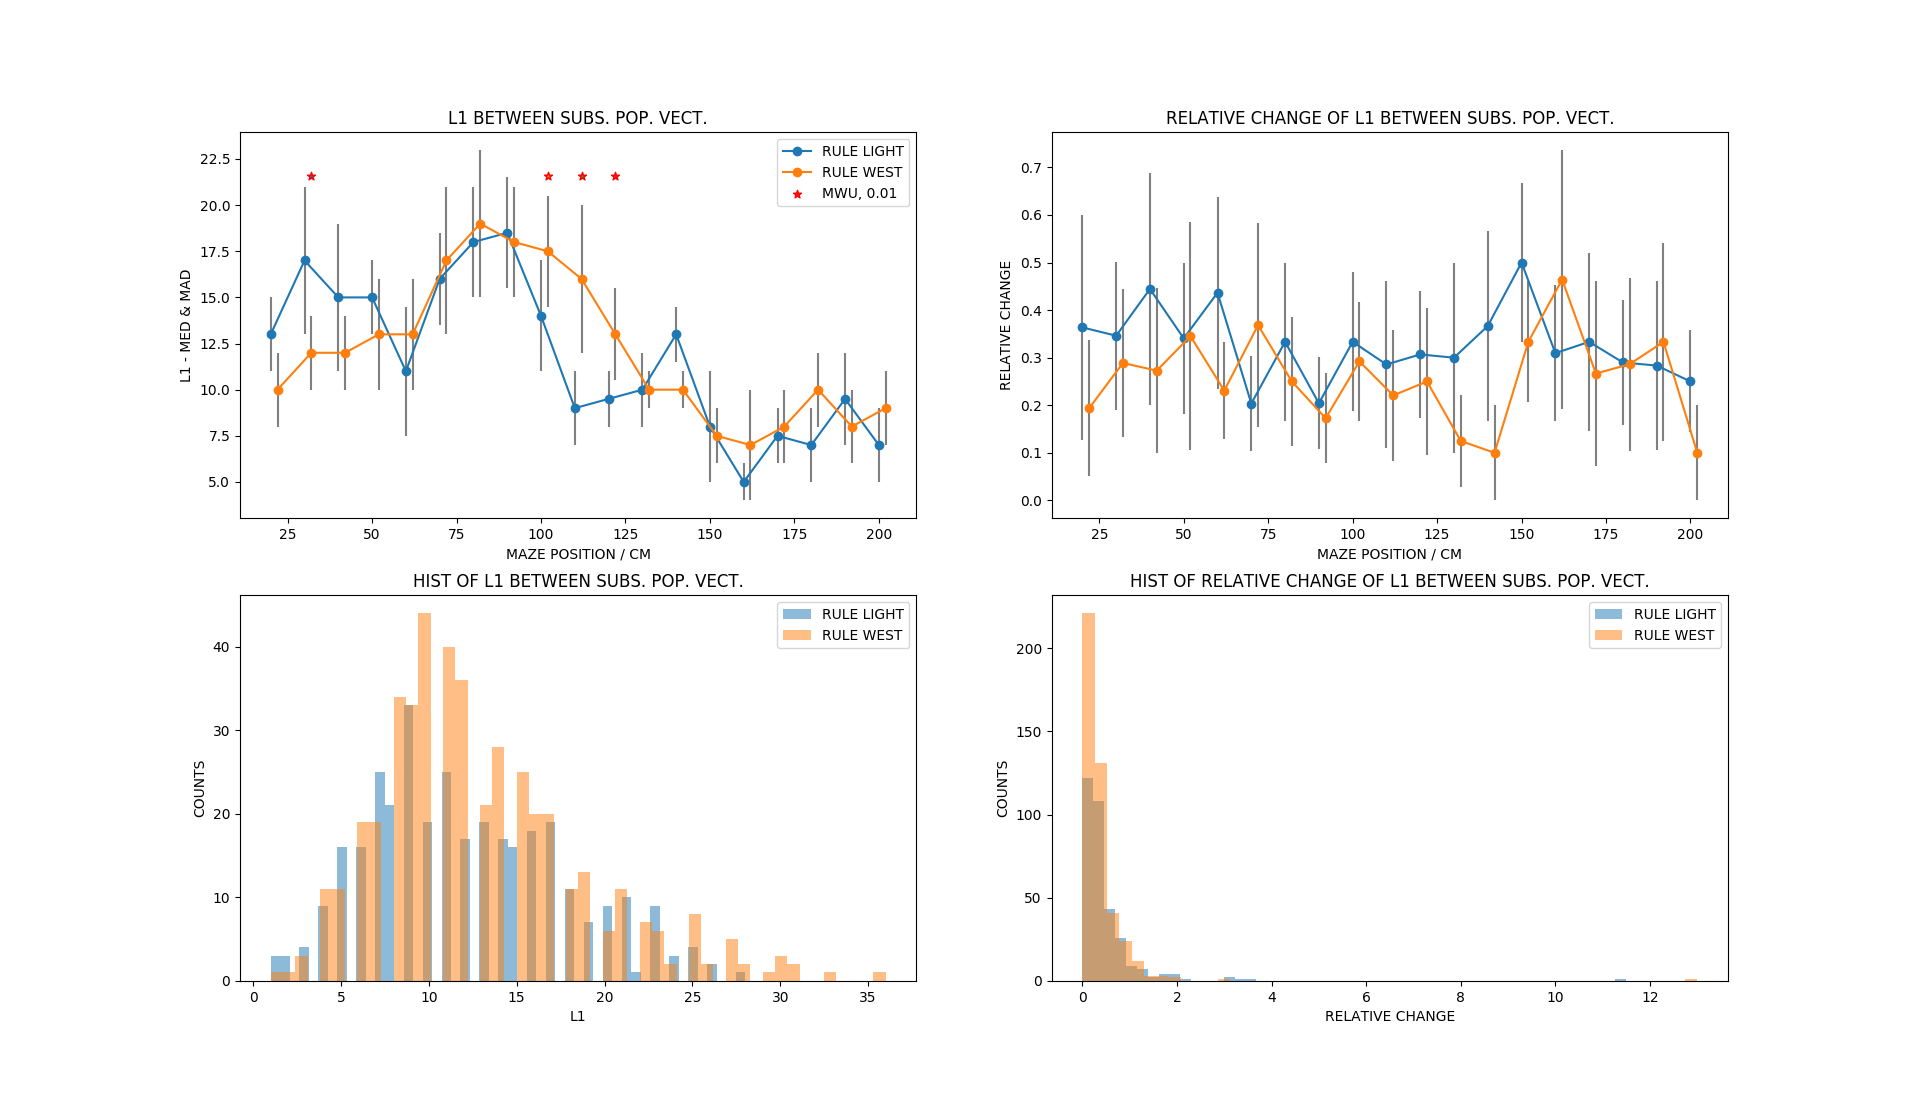 L1 BETWEEN SUBS. POP. VECT.
L1 - MED & MAD
22.5
20.0
17.5
15.0
12.5
10.0
7.5
5.0
RULE LIGHT
RULE WEST
MWU, 0.01
25 50 75 100 125 150 175 200
MAZE POSITION / CM
RELATIVE CHANGE OF L1 BETWEEN SUBS. POP. VECT.
RELATIVE CHANGE
0.7
0.6
0.5
0.4
0.3
0.2
0.1
0.0
25 50 75 100 125 150 175 200
MAZE POSITION / CM
HIST OF L1 BETWEEN SUBS. POP. VECT.
COUNTS
40
30
20
10
0
RULE LIGHT
RULE WEST
0 5 10 15 20 25 30 35
L1
HIST OF RELATIVE CHANGE OF L1 BETWEEN SUBS. POP. VECT.
COUNTS
200
150
100
50
0
RULE LIGHT
RULE WEST
0 2 4 6 8 10 12
RELATIVE CHANGE